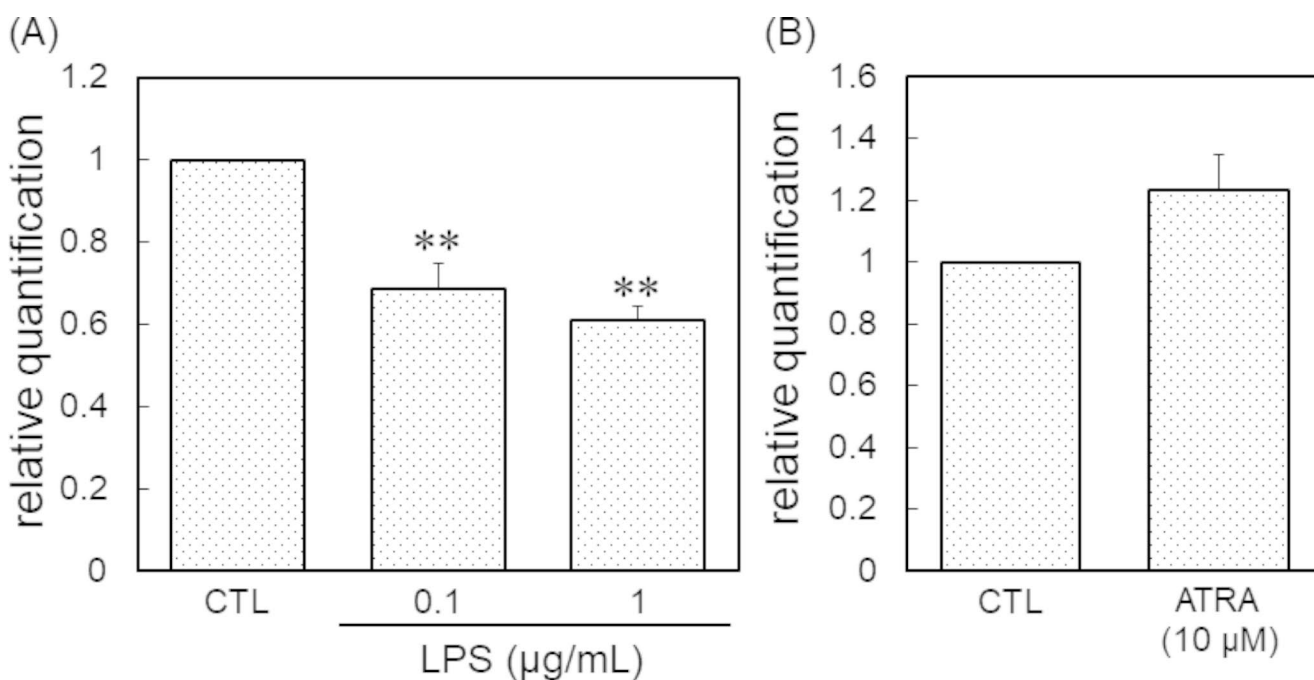 (A)
relative quantification
1.2
1
0.8
0.6
0.4
0.2
0
**
**
CTL
0.1
1
LPS (µg/mL)
(B)
relative quantification
1.6
1.4
1.2
1
0.8
0.6
0.4
0.2
0
CTL
ATRA
(10 µM)